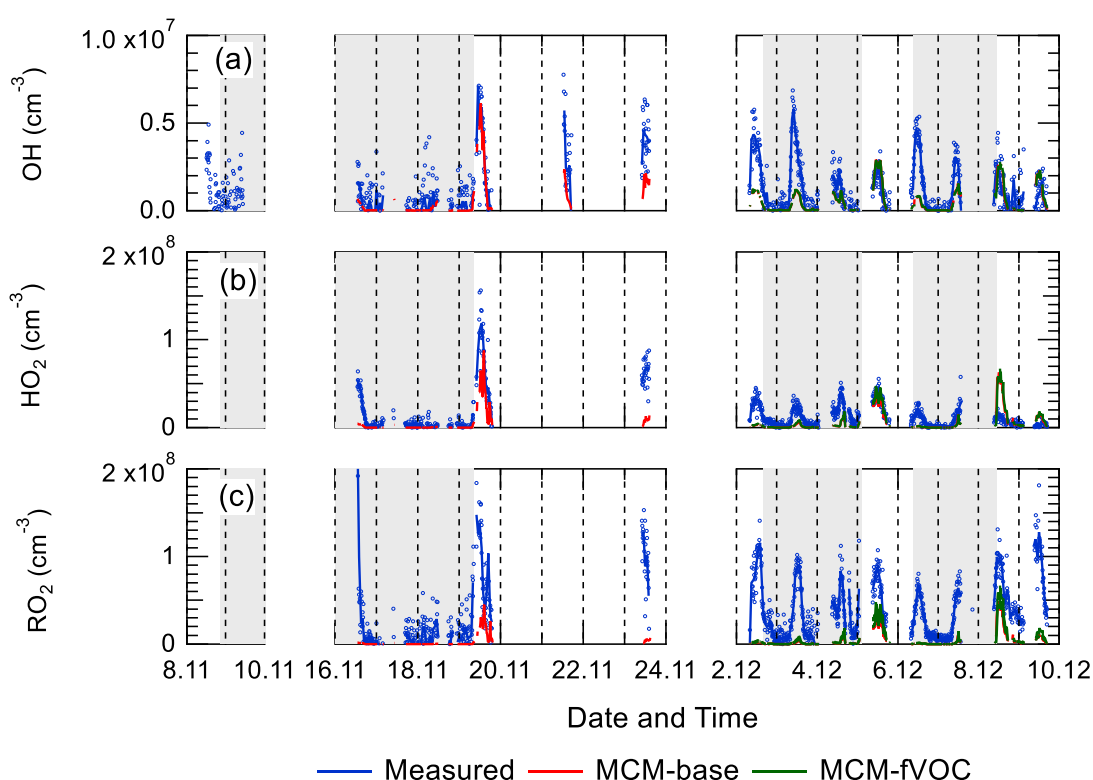 1.0 x10^7
(a)
OH (cm^-3)
0.5
0.0
2 x10^8
(b)
HO_2 (cm^-3)
1
0
2 x10^8
(c)
RO_2 (cm^-3)
1
0
8.11 10.11 16.11 18.11 20.11 22.11 24.11 2.12 4.12 6.12 8.12 10.12
Date and Time
Measured MCM-base MCM-fVOC